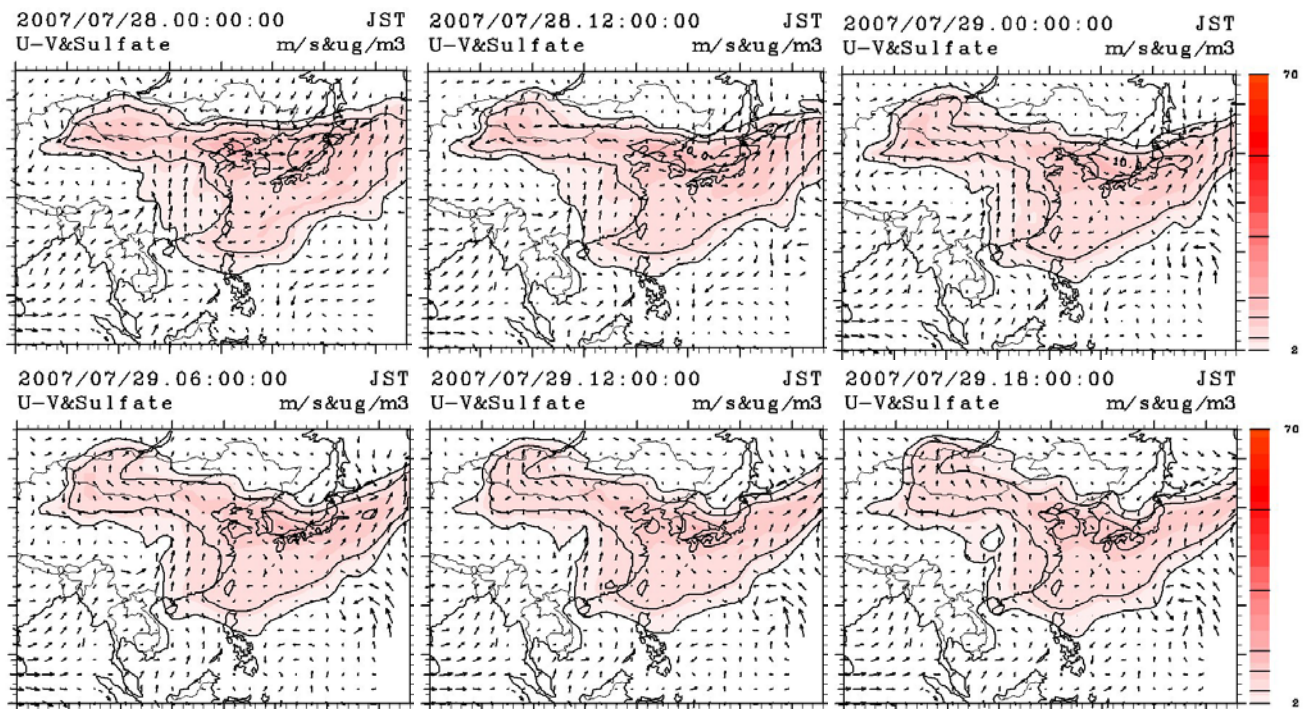 2007/07/28.00:00:00 JST
U-V&Sulfate m/s&ug/m3
2007/07/28.12:00:00 JST
U-V&Sulfate m/s&ug/m3
2007/07/29.00:00:00 JST
U-V&Sulfate m/s&ug/m3
70
10
2
2007/07/29.06:00:00 JST
U-V&Sulfate m/s&ug/m3
2007/07/29.12:00:00 JST
U-V&Sulfate m/s&ug/m3
2007/07/29.18:00:00 JST
U-V&Sulfate m/s&ug/m3
70
2